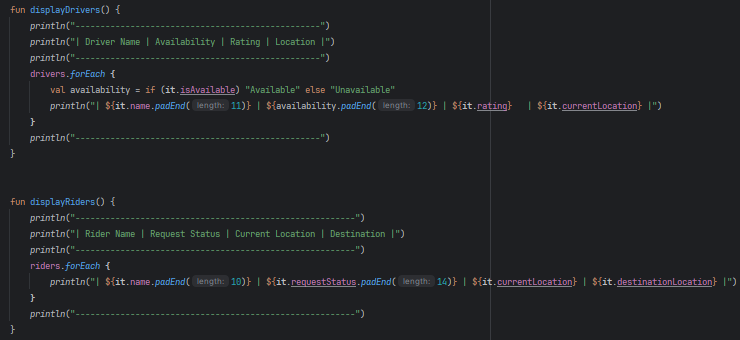 fun displayDrivers() {
println("-------------------------------------------------")
println("| Driver Name | Availability | Rating | Location |")
println("-------------------------------------------------")
drivers.forEach {
val availability = if (it.isAvailable) "Available" else "Unavailable"
println("| ${it.name.padEnd( length: 11)} | ${availability.padEnd( length: 12)} | ${it.rating}   | ${it.currentLocation} |")
}
println("-------------------------------------------------")
}
fun displayRiders() {
println("--------------------------------------------------------")
println("| Rider Name | Request Status | Current Location | Destination |")
println("--------------------------------------------------------")
riders.forEach {
println("| ${it.name.padEnd( length: 10)} | ${it.requestStatus.padEnd( length: 14)} | ${it.currentLocation} | ${it.destinationLocation} |")
}
println("--------------------------------------------------------")
}